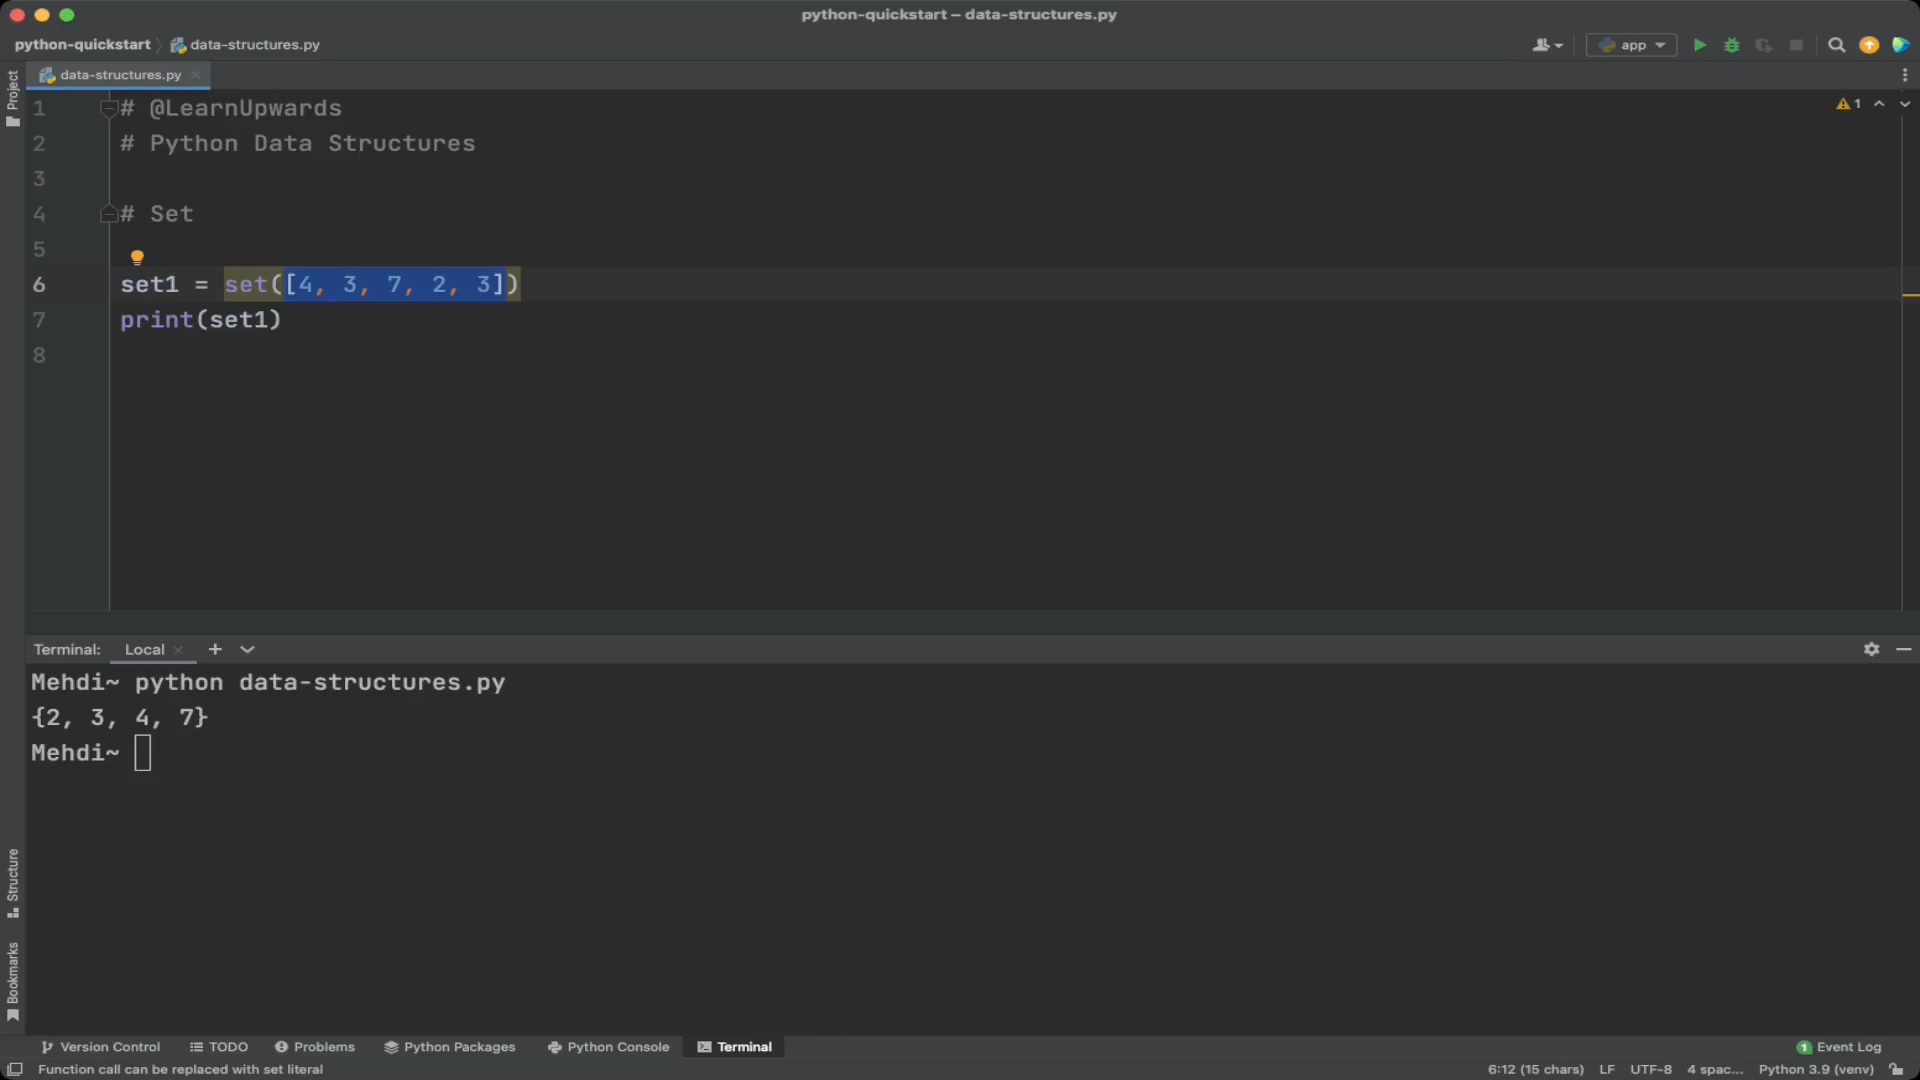 python-quickstart – data-structures.py
python-quickstart data-structures.py
app
Project
data-structures.py
1 # @LearnUpwards
1
2 # Python Data Structures
3
4 # Set
5
6 set1 = set([4, 3, 7, 2, 3])
7 print(set1)
8
Terminal: Local
Mehdi~ python data-structures.py
{2, 3, 4, 7}
Mehdi~
Structure
Bookmarks
Version Control TODO Problems Python Packages Python Console Terminal 1 Event Log
Function call can be replaced with set literal 6:12 (15 chars) LF UTF-8 4 spac... Python 3.9 (venv)